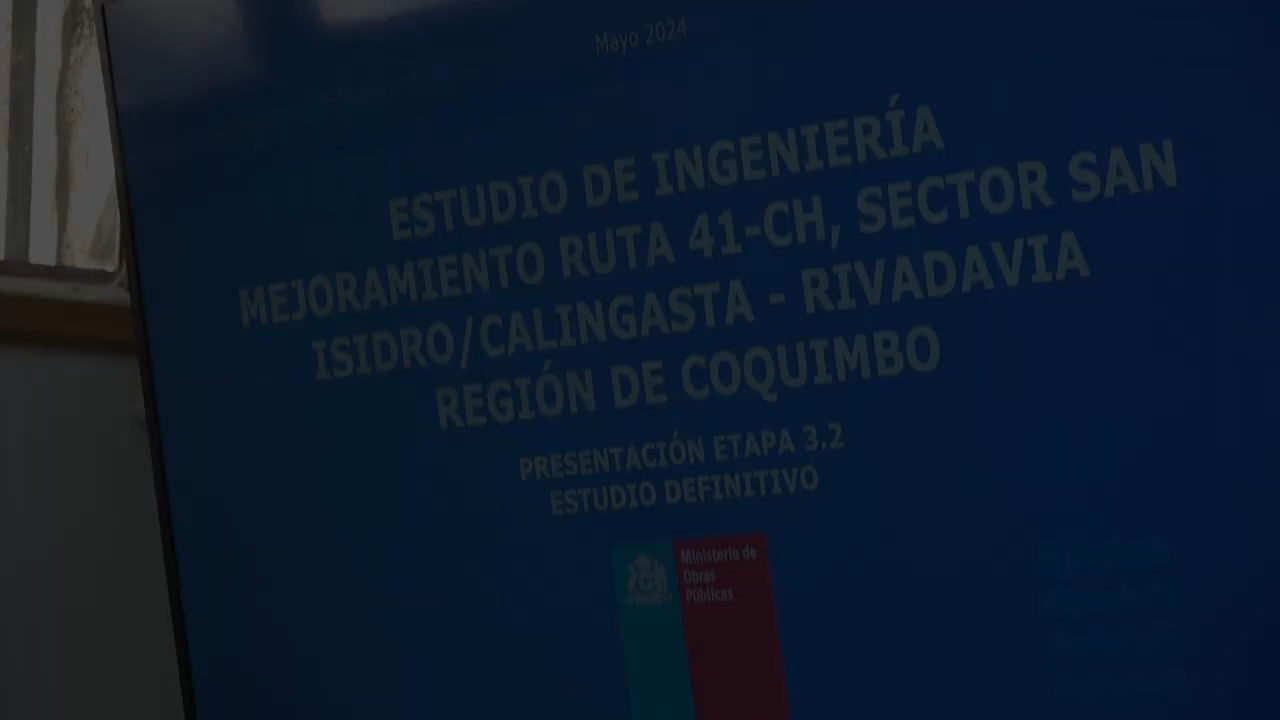 Mayo 2024
ESTUDIO DE INGENIERÍA
MEJORAMIENTO RUTA 41-CH, SECTOR SAN
ISIDRO/CALINGASTA - RIVADAVIA
REGIÓN DE COQUIMBO
PRESENTACIÓN ETAPA 3.2
ESTUDIO DEFINITIVO
Ministerio de
Obras
Públicas